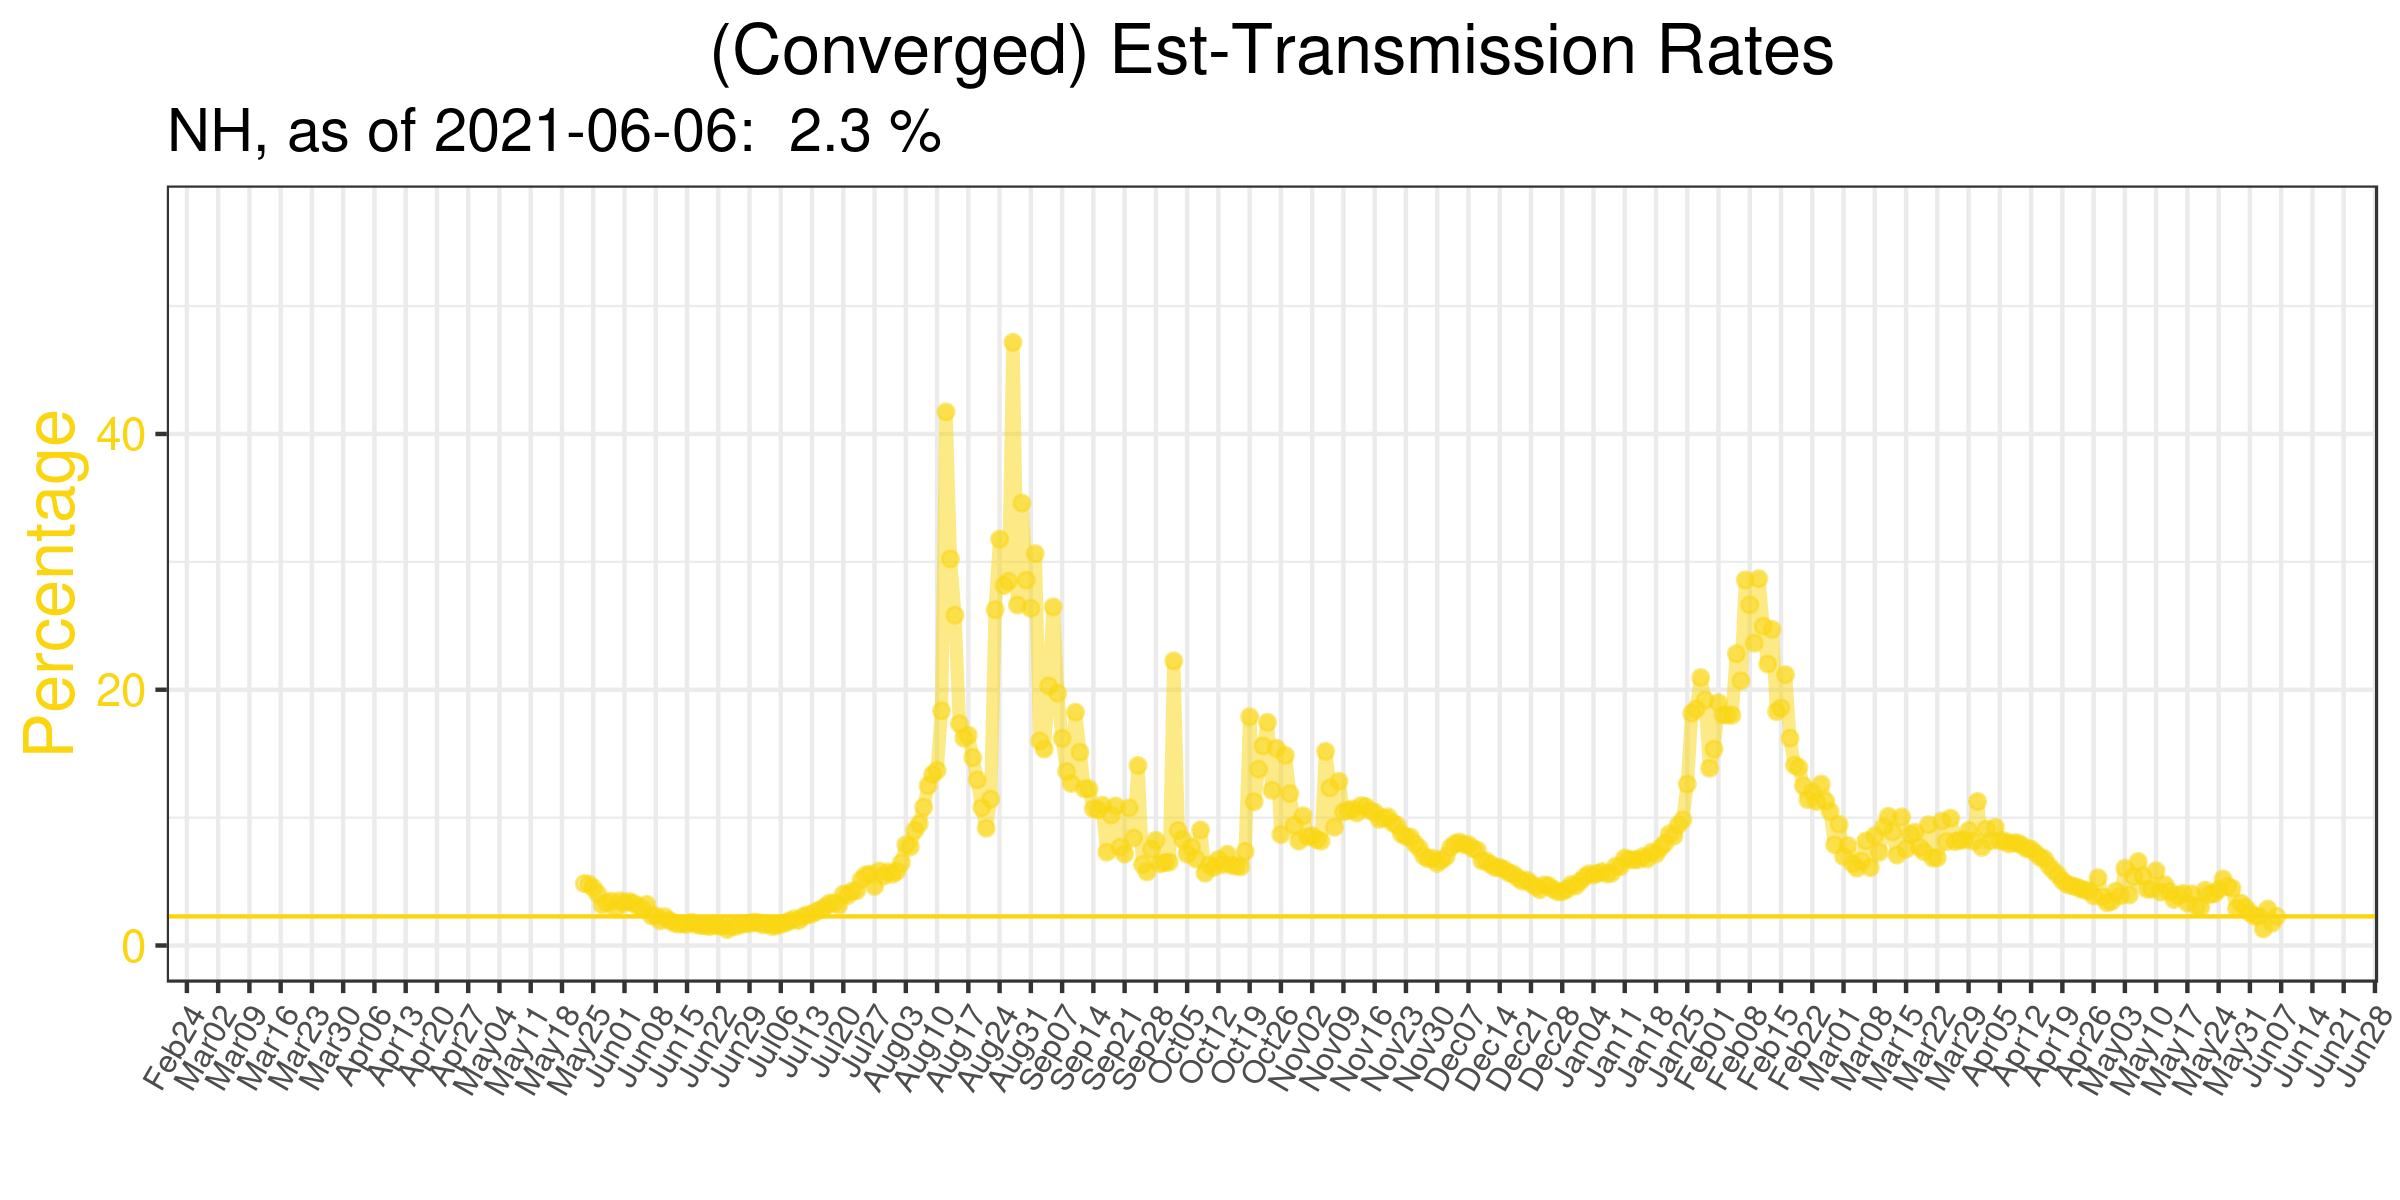 (Converged) Est-Transmission Rates
NH, as of 2021-06-06:  2.3 %
Percentage
40
20
0
Feb24
Mar02
Mar09
Mar16
Mar23
Mar30
Apr06
Apr13
Apr20
Apr27
May04
May11
May18
May25
Jun01
Jun08
Jun15
Jun22
Jun29
Jul06
Jul13
Jul20
Jul27
Aug03
Aug10
Aug17
Aug24
Aug31
Sep07
Sep14
Sep21
Sep28
Oct05
Oct12
Oct19
Oct26
Nov02
Nov09
Nov16
Nov23
Nov30
Dec07
Dec14
Dec21
Dec28
Jan04
Jan11
Jan18
Jan25
Feb01
Feb08
Feb15
Feb22
Mar01
Mar08
Mar15
Mar22
Mar29
Apr05
Apr12
Apr19
Apr26
May03
May10
May17
May24
May31
Jun07
Jun14
Jun21
Jun28